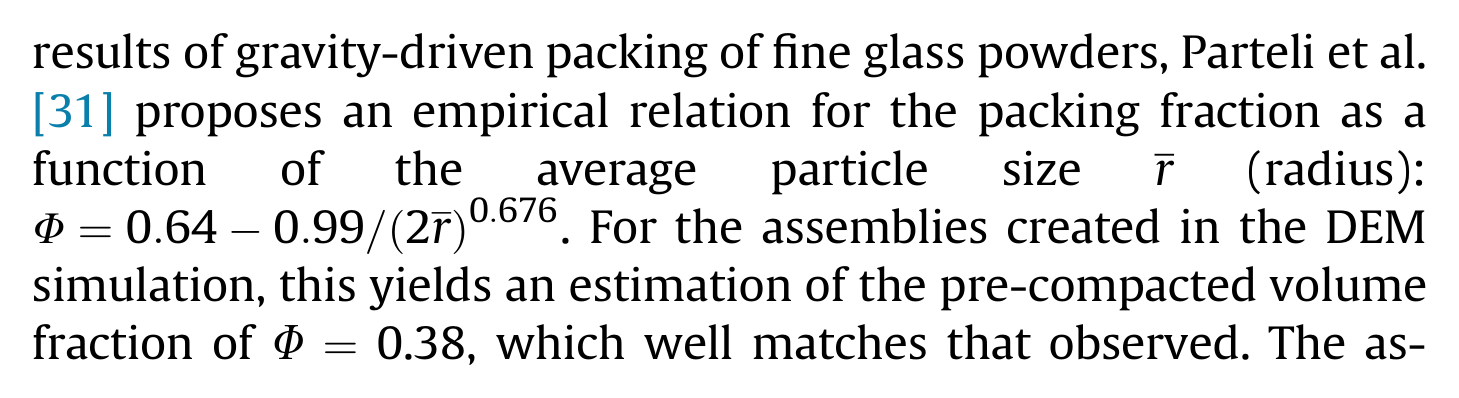 results of gravity-driven packing of fine glass powders, Parteli et al.
[31] proposes an empirical relation for the packing fraction as a
function of the average particle size r̅ (radius):
Φ = 0.64 − 0.99/(2r̅)^0.676. For the assemblies created in the DEM
simulation, this yields an estimation of the pre-compacted volume
fraction of Φ = 0.38, which well matches that observed. The as-